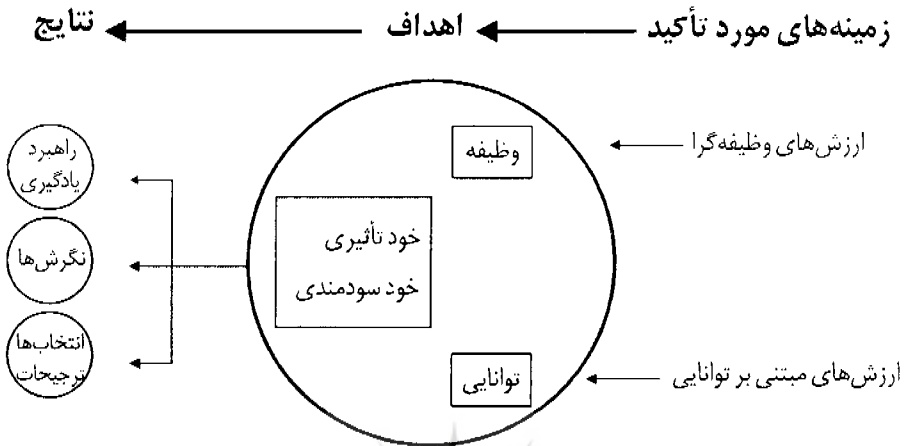 زمینه‌های مورد تأکید
اهداف
نتایج
ارزش‌های وظیفه‌گرا
وظیفه
خود تأثیری
خود سودمندی
توانایی
ارزش‌های مبتنی بر توانایی
راهبرد
یادگیری
نگرش‌ها
انتخاب‌ها
ترجیحات